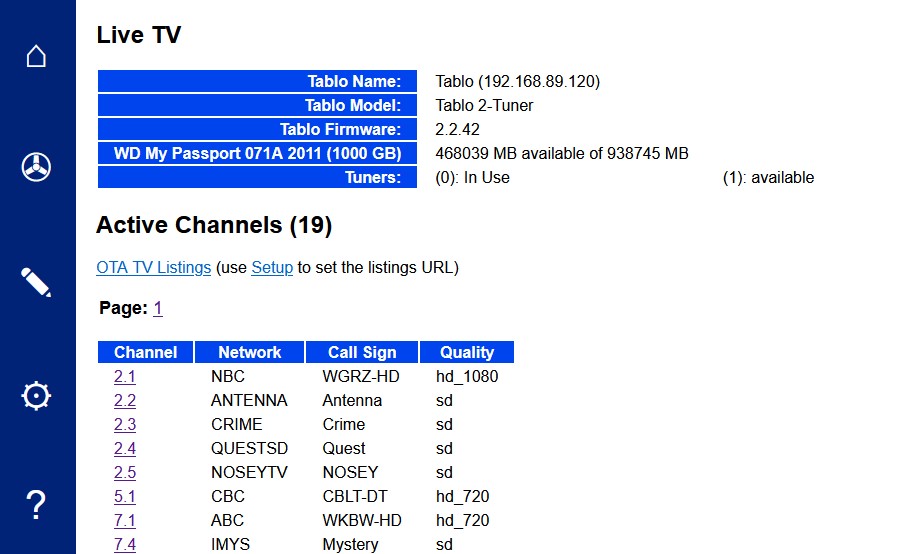 Live TV
Tablo Name: Tablo (192.168.89.120)
Tablo Model: Tablo 2-Tuner
Tablo Firmware: 2.2.42
WD My Passport 071A 2011 (1000 GB) 468039 MB available of 938745 MB
Tuners: (0): In Use (1): available
Active Channels (19)
OTA TV Listings (use Setup to set the listings URL)
Page: 1
Channel Network Call Sign Quality
2.1 NBC WGRZ-HD hd_1080
2.2 ANTENNA Antenna sd
2.3 CRIME Crime sd
2.4 QUESTSD Quest sd
2.5 NOSEYTV NOSEY sd
5.1 CBC CBLT-DT hd_720
7.1 ABC WKBW-HD hd_720
7.4 IMYS Mystery sd
?